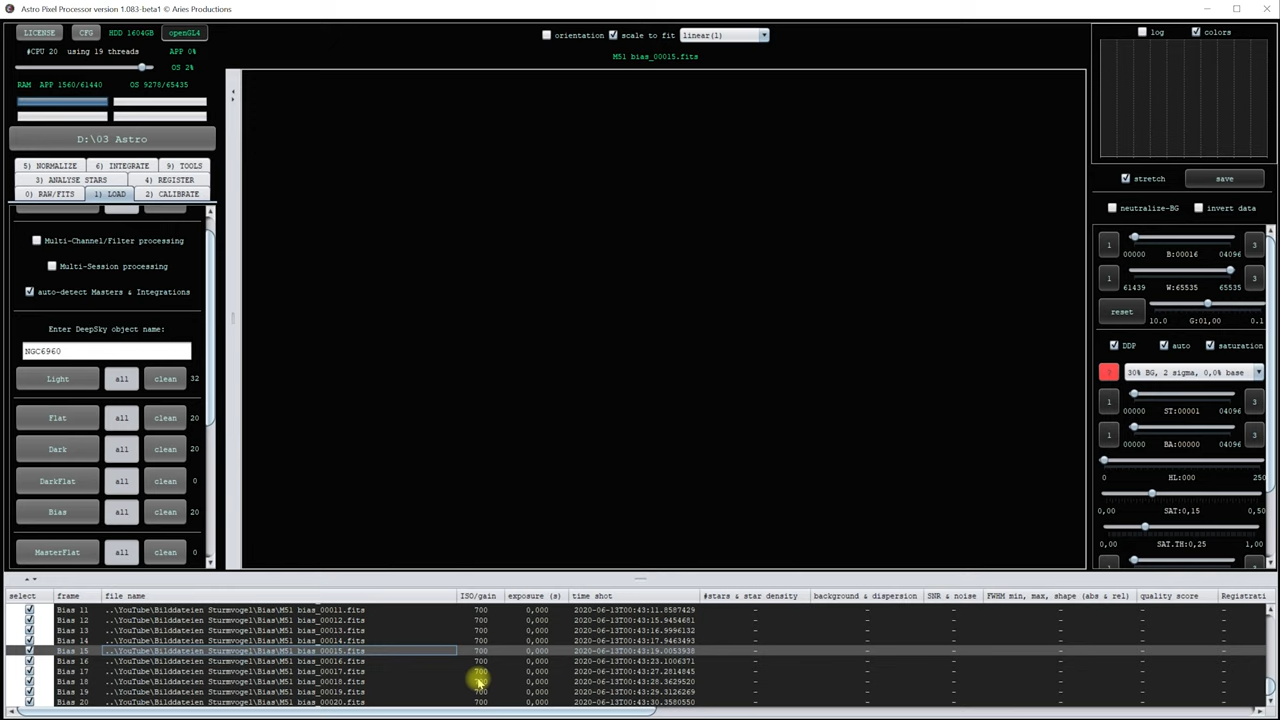 Astro Pixel Processor version 1.083-beta1 © Aries Productions
LICENSE CFG HDD 1604GB openGL4
#CPU 20 using 19 threads APP 0%
OS 2%
RAM APP 1560/61440 OS 9278/65435
D:\03 Astro
5) NORMALIZE 6) INTEGRATE 9) TOOLS
3) ANALYSE STARS 4) REGISTER
0) RAW/FITS 1) LOAD 2) CALIBRATE
Multi-Channel/Filter processing
Multi-Session processing
auto-detect Masters & Integrations
Enter DeepSky object name:
NGC6960
Light all clean 32
Flat all clean 20
Dark all clean 20
DarkFlat all clean 0
Bias all clean 20
MasterFlat all clean 0
orientation scale to fit linear(1)
M51 bias_00015.fits
log colors
stretch save
neutralize-BG invert data
1 3
00000 B:00016 04096
1 3
61439 W:65535 65535
reset
10.0 G:01,00 0.1
DDP auto saturation
30% BG, 2 sigma, 0,0% base
1 3
00000 ST:00001 04096
1 3
00000 BA:00000 04096
0 HL:000 250
0,00 SAT:0,15 0,50
0,00 SAT.TH:0,25 1,00
select frame file name ISO/gain exposure (s) time shot #stars & star density background & dispersion SNR & noise FWHM min, max, shape (abs & rel) quality score Registrati
Bias 11 ..\YouTube\Bilddateien Sturmvogel\Bias\M51 bias_00011.fits 700 0,000 2020-06-13T00:43:11.8587429 - - - - - -
Bias 12 ..\YouTube\Bilddateien Sturmvogel\Bias\M51 bias_00012.fits 700 0,000 2020-06-13T00:43:15.9454681 - - - - - -
Bias 13 ..\YouTube\Bilddateien Sturmvogel\Bias\M51 bias_00013.fits 700 0,000 2020-06-13T00:43:16.9996132 - - - - - -
Bias 14 ..\YouTube\Bilddateien Sturmvogel\Bias\M51 bias_00014.fits 700 0,000 2020-06-13T00:43:17.9463944 - - - - - -
Bias 15 ..\YouTube\Bilddateien Sturmvogel\Bias\M51 bias_00015.fits 700 0,000 2020-06-13T00:43:19.0053938 - - - - - -
Bias 16 ..\YouTube\Bilddateien Sturmvogel\Bias\M51 bias_00016.fits 700 0,000 2020-06-13T00:43:23.1006371 - - - - - -
Bias 17 ..\YouTube\Bilddateien Sturmvogel\Bias\M51 bias_00017.fits 700 0,000 2020-06-13T00:43:27.2814845 - - - - - -
Bias 18 ..\YouTube\Bilddateien Sturmvogel\Bias\M51 bias_00018.fits 0,000 2020-06-13T00:43:28.3629520 - - - - - -
Bias 19 ..\YouTube\Bilddateien Sturmvogel\Bias\M51 bias_00019.fits 700 0,000 2020-06-13T00:43:29.3126269 - - - - - -
Bias 20 ..\YouTube\Bilddateien Sturmvogel\Bias\M51 bias_00020.fits 700 0,000 2020-06-13T00:43:30.3580550 - - - - - -